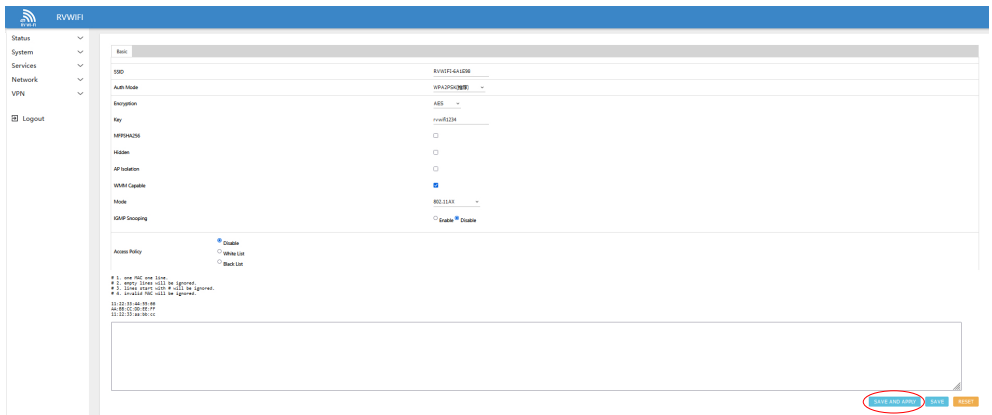 RVWIFI
RVWIFI
Status
System
Services
Network
VPN
Logout
Basic
SSID RVWIFI-6A1E98
Auth Mode WPA2PSK(推荐)
Encryption AES
Key rvwifi1234
MFPSHA256
Hidden
AP Isolation
WMM Capable
Mode 802.11AX
IGMP Snooping Enable Disable
Access Policy
Disable
White List
Black List
# 1. one MAC one line.
# 2. empty lines will be ignored.
# 3. lines start with # will be ignored.
# 4. invalid MAC will be ignored.
11:22:33:44:55:66
AA:BB:CC:DD:EE:FF
11:22:33:aa:bb:cc
SAVE AND APPLY SAVE RESET